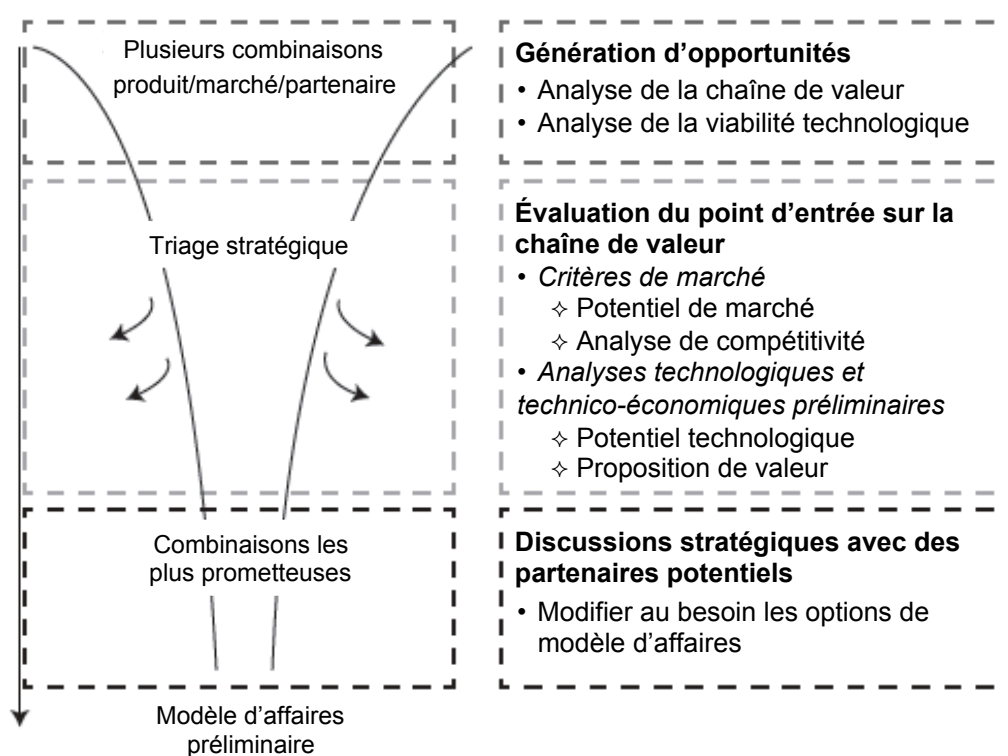 Plusieurs combinaisons
produit/marché/partenaire
Génération d’opportunités
• Analyse de la chaîne de valeur
• Analyse de la viabilité technologique
Triage stratégique
Évaluation du point d’entrée sur la
chaîne de valeur
• Critères de marché
✧ Potentiel de marché
✧ Analyse de compétitivité
• Analyses technologiques et
technico-économiques préliminaires
✧ Potentiel technologique
✧ Proposition de valeur
Combinaisons les
plus prometteuses
Discussions stratégiques avec des
partenaires potentiels
• Modifier au besoin les options de
modèle d’affaires
Modèle d’affaires
préliminaire